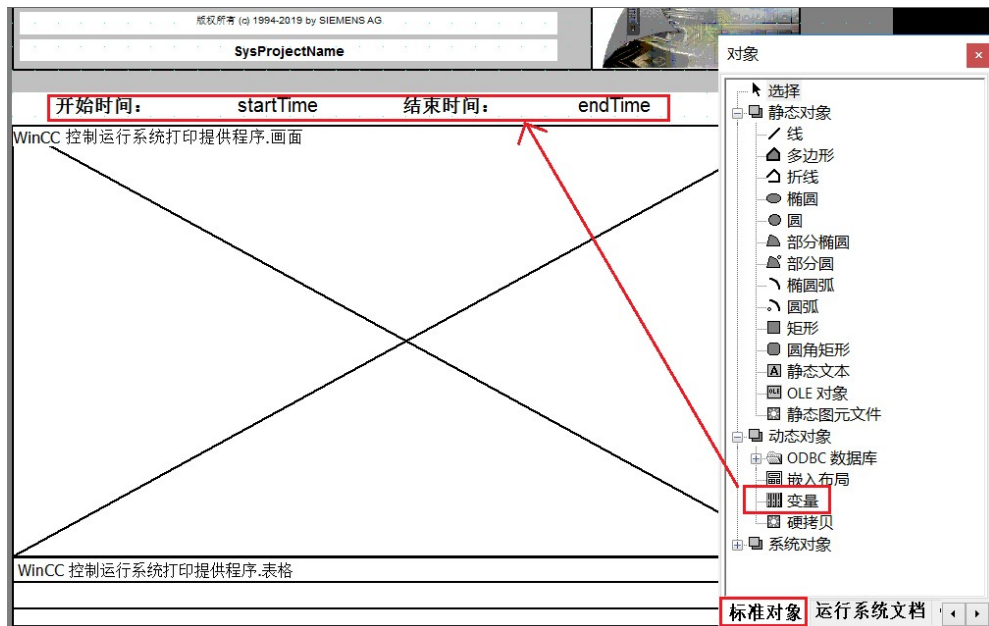 版权所有 (c) 1994-2019 by SIEMENS AG
SysProjectName
开始时间： startTime 结束时间： endTime
WinCC 控制运行系统打印提供程序.画面
WinCC 控制运行系统打印提供程序.表格
对象
选择
静态对象
线
多边形
折线
椭圆
圆
部分椭圆
部分圆
椭圆弧
圆弧
矩形
圆角矩形
静态文本
OLE 对象
静态图元文件
动态对象
ODBC 数据库
嵌入布局
变量
硬拷贝
系统对象
标准对象 运行系统文档